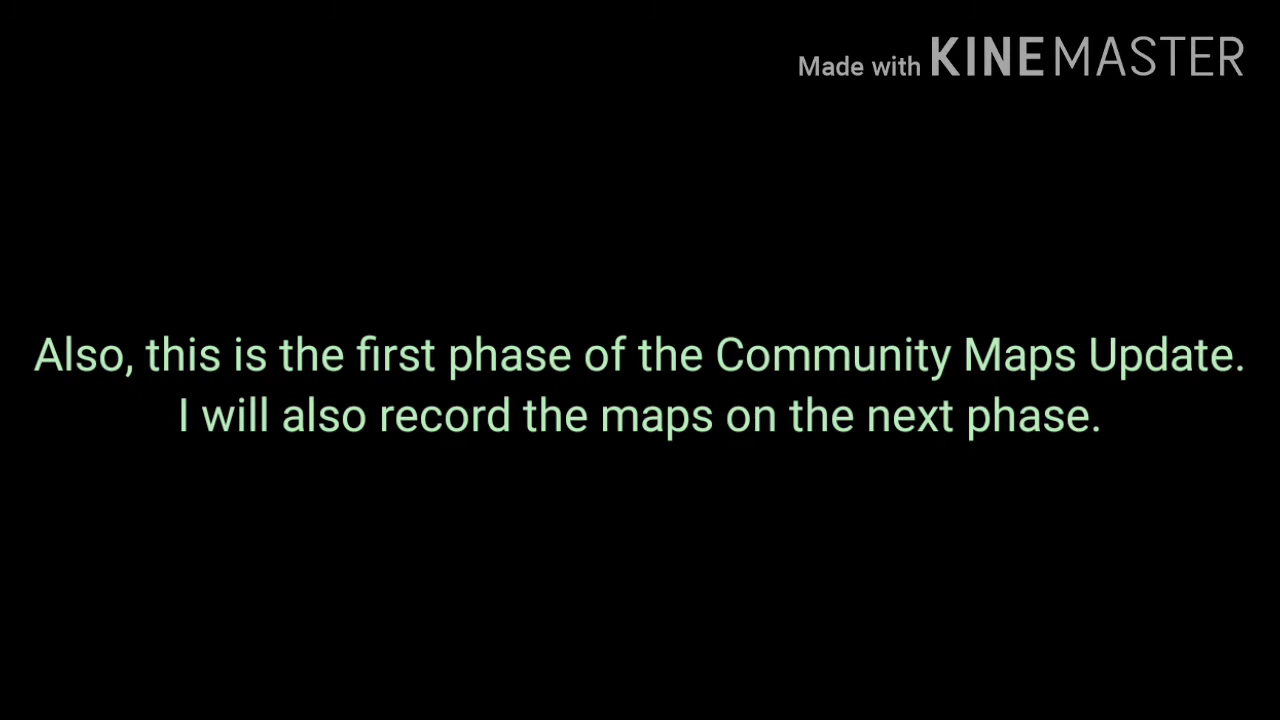 Made with KINEMASTER
Also, this is the first phase of the Community Maps Update.
I will also record the maps on the next phase.